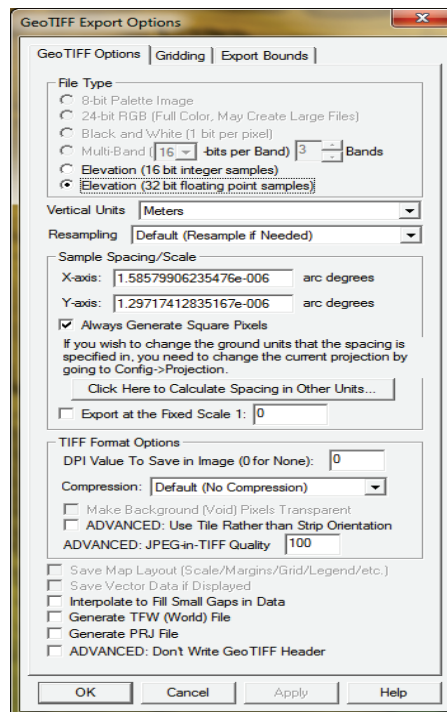 GeoTIFF Export Options
GeoTIFF Options Gridding Export Bounds
File Type
8-bit Palette Image
24-bit RGB (Full Color, May Create Large Files)
Black and White (1 bit per pixel)
Multi-Band ( 16 -bits per Band) 3 Bands
Elevation (16 bit integer samples)
Elevation (32 bit floating point samples)
Vertical Units Meters
Resampling Default (Resample if Needed)
Sample Spacing/Scale
X-axis: 1.58579906235476e-006 arc degrees
Y-axis: 1.29717412835167e-006 arc degrees
Always Generate Square Pixels
If you wish to change the ground units that the spacing is
specified in, you need to change the current projection by
going to Config->Projection.
Click Here to Calculate Spacing in Other Units...
Export at the Fixed Scale 1: 0
TIFF Format Options
DPI Value To Save in Image (0 for None): 0
Compression: Default (No Compression)
Make Background (Void) Pixels Transparent
ADVANCED: Use Tile Rather than Strip Orientation
ADVANCED: JPEG-in-TIFF Quality 100
Save Map Layout (Scale/Margins/Grid/Legend/etc.)
Save Vector Data if Displayed
Interpolate to Fill Small Gaps in Data
Generate TFW (World) File
Generate PRJ File
ADVANCED: Don't Write GeoTIFF Header
OK Cancel Apply Help